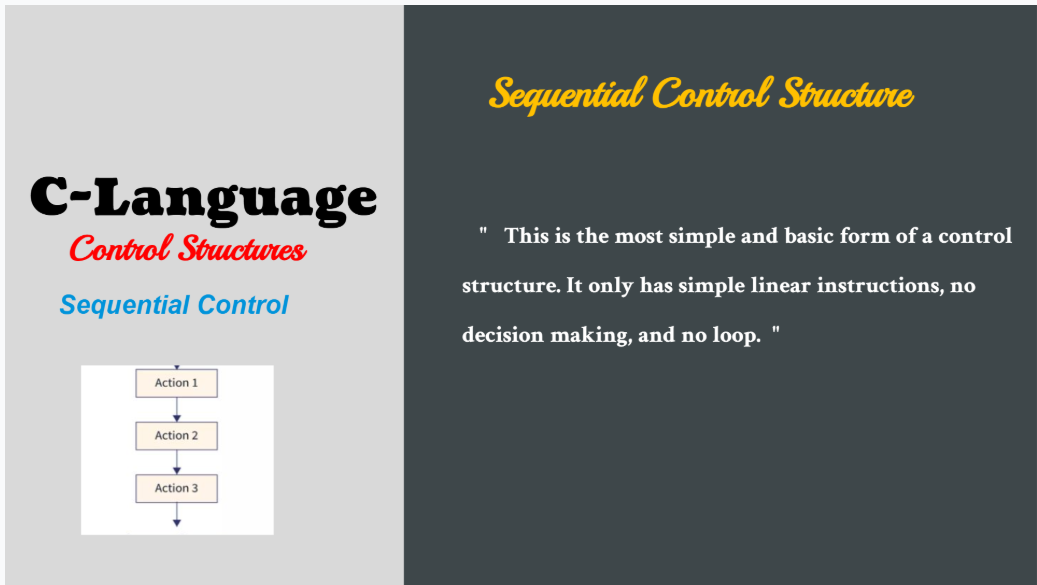 C-Language
Control Structures
Sequential Control
Action 1
Action 2
Action 3
Sequential Control Structure
" This is the most simple and basic form of a control
structure. It only has simple linear instructions, no
decision making, and no loop. "